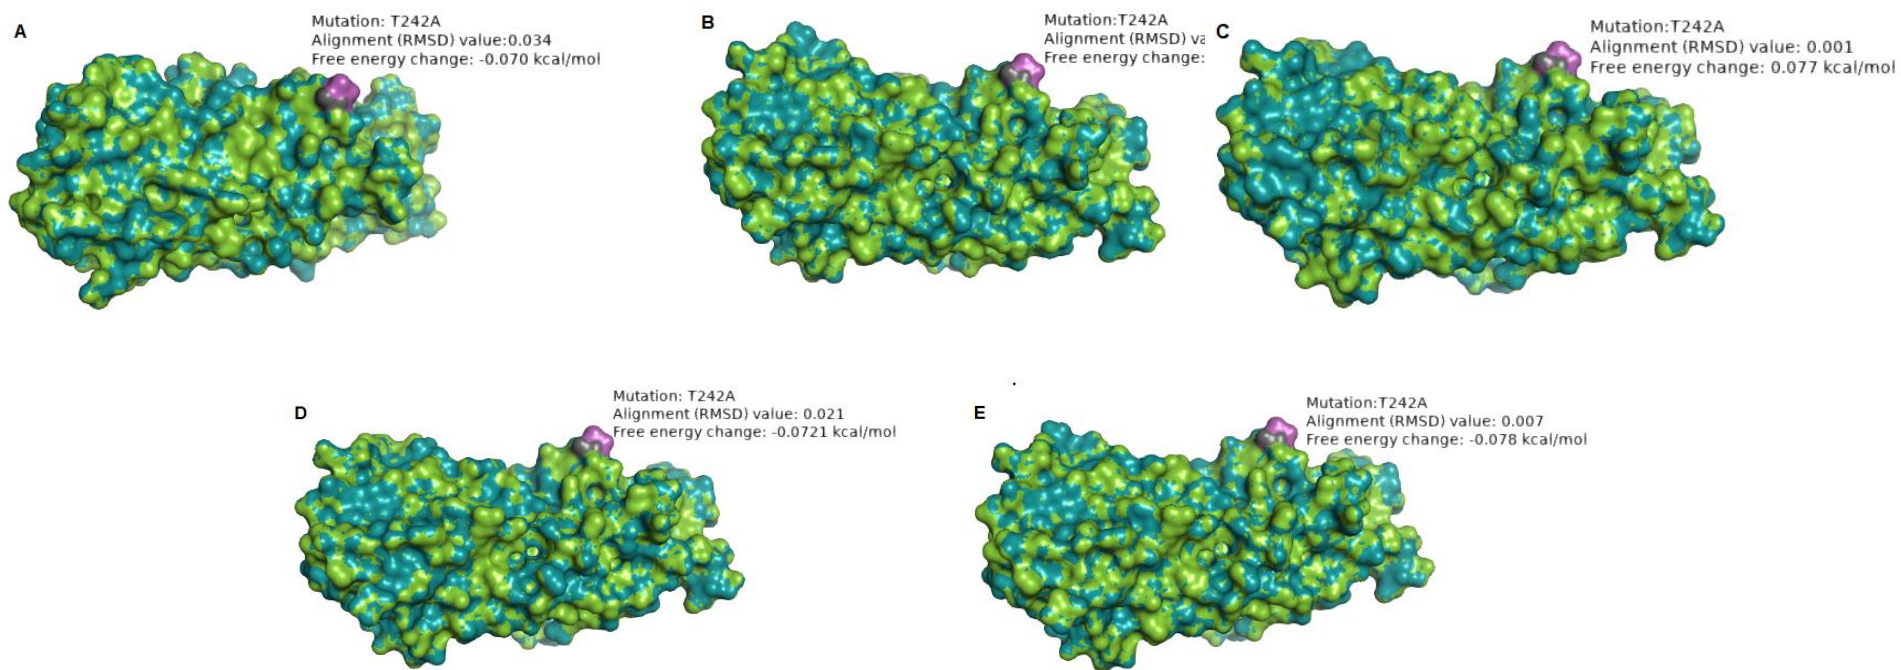 A
Mutation: T242A
Alignment (RMSD) value:0.034
Free energy change: -0.070 kcal/mol
B
Mutation:T242A
Alignment (RMSD)
Free energy change:
C
Mutation:T242A
Alignment (RMSD) value: 0.001
Free energy change: 0.077 kcal/mol
D
Mutation: T242A
Alignment (RMSD) value: 0.021
Free energy change: -0.0721 kcal/mol
E
Mutation:T242A
Alignment (RMSD) value: 0.007
Free energy change: -0.078 kcal/mol